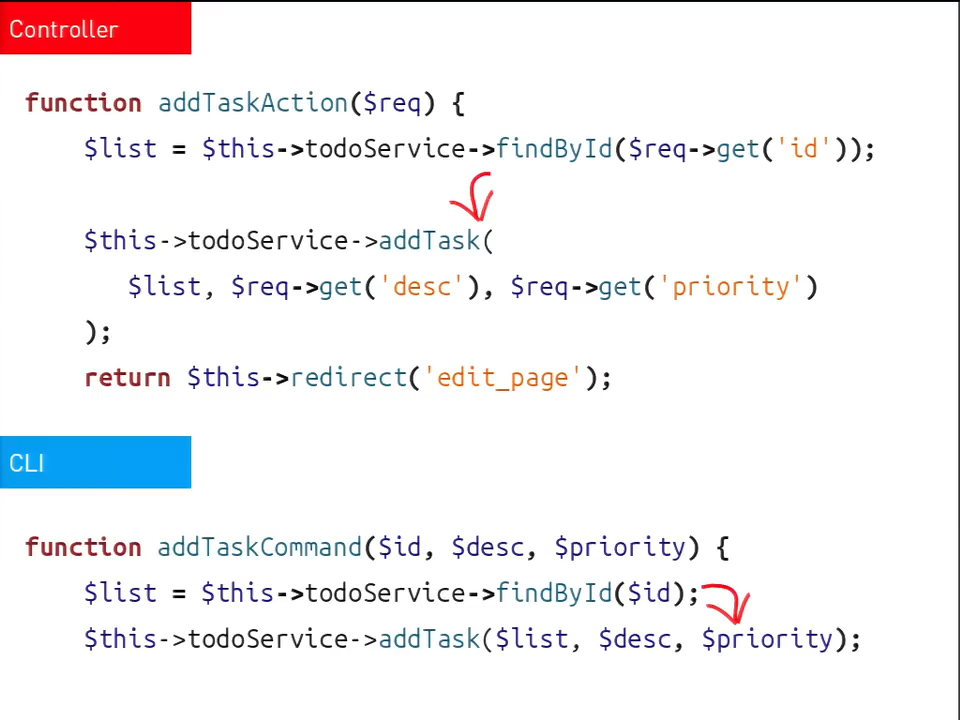 Controller
function addTaskAction($req) {
$list = $this->todoService->findById($req->get('id'));
$this->todoService->addTask(
$list, $req->get('desc'), $req->get('priority')
);
return $this->redirect('edit_page');
CLI
function addTaskCommand($id, $desc, $priority) {
$list = $this->todoService->findById($id);
$this->todoService->addTask($list, $desc, $priority);